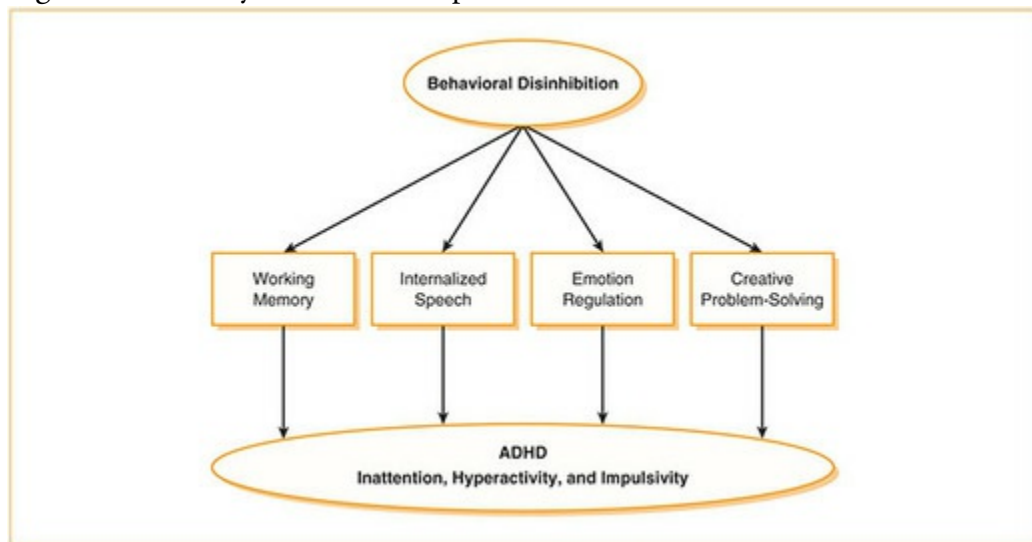 Behavioral Disinhibition
Working
Memory
Internalized
Speech
Emotion
Regulation
Creative
Problem-Solving
ADHD
Inattention, Hyperactivity, and Impulsivity